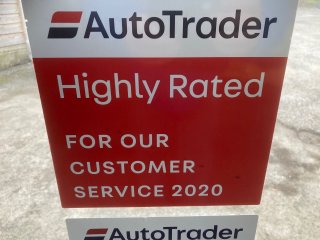 AutoTrader
Highly Rated
FOR OUR
CUSTOMER
SERVICE 2020
AutoTrader